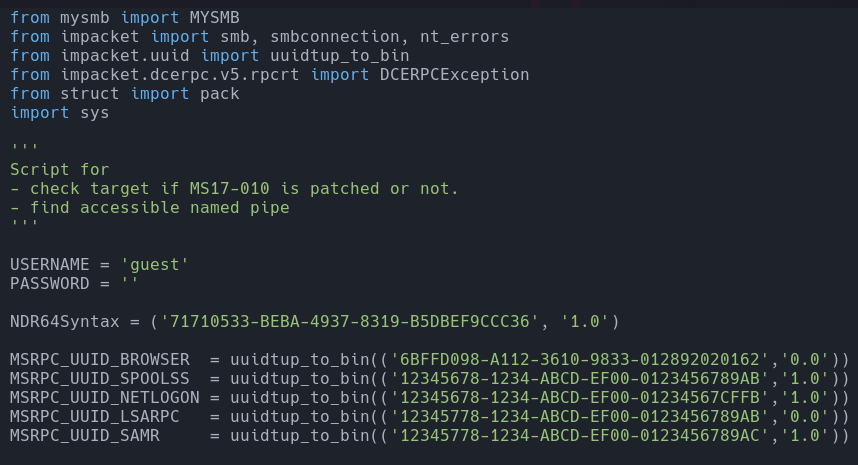 from mysmb import MYSMB
from impacket import smb, smbconnection, nt_errors
from impacket.uuid import uuidtup_to_bin
from impacket.dcerpc.v5.rpcrt import DCERPCException
from struct import pack
import sys
'''
Script for
- check target if MS17-010 is patched or not.
- find accessible named pipe
'''
USERNAME = 'guest'
PASSWORD = ''
NDR64Syntax = ('71710533-BEBA-4937-8319-B5DBEF9CCC36', '1.0')
MSRPC_UUID_BROWSER  = uuidtup_to_bin(('6BFFD098-A112-3610-9833-012892020162','0.0'))
MSRPC_UUID_SPOOLSS  = uuidtup_to_bin(('12345678-1234-ABCD-EF00-0123456789AB','1.0'))
MSRPC_UUID_NETLOGON = uuidtup_to_bin(('12345678-1234-ABCD-EF00-01234567CFFB','1.0'))
MSRPC_UUID_LSARPC   = uuidtup_to_bin(('12345778-1234-ABCD-EF00-0123456789AB','0.0'))
MSRPC_UUID_SAMR     = uuidtup_to_bin(('12345778-1234-ABCD-EF00-0123456789AC','1.0'))